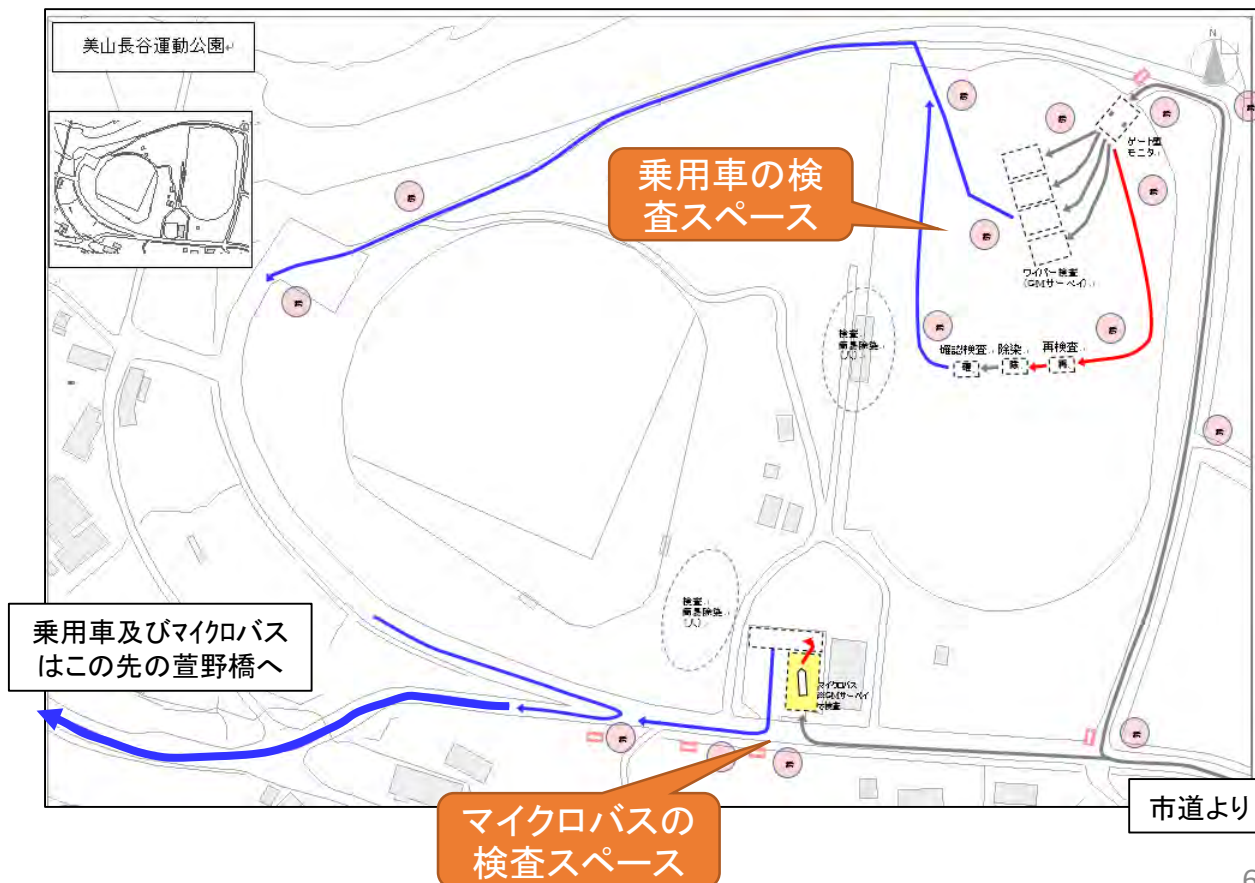 美山長谷運動公園
N
乗用車の検
査スペース
ゲート型
モニタ
ワイパー検査
(GMサーベイ)
検査
簡易除染
(人)
確認検査
除染
再検査
確
除
再
検査
簡易除染
(人)
乗用車及びマイクロバス
はこの先の萱野橋へ
マイクロバス
はGMサーベイ
で検査
マイクロバスの
検査スペース
市道より
6